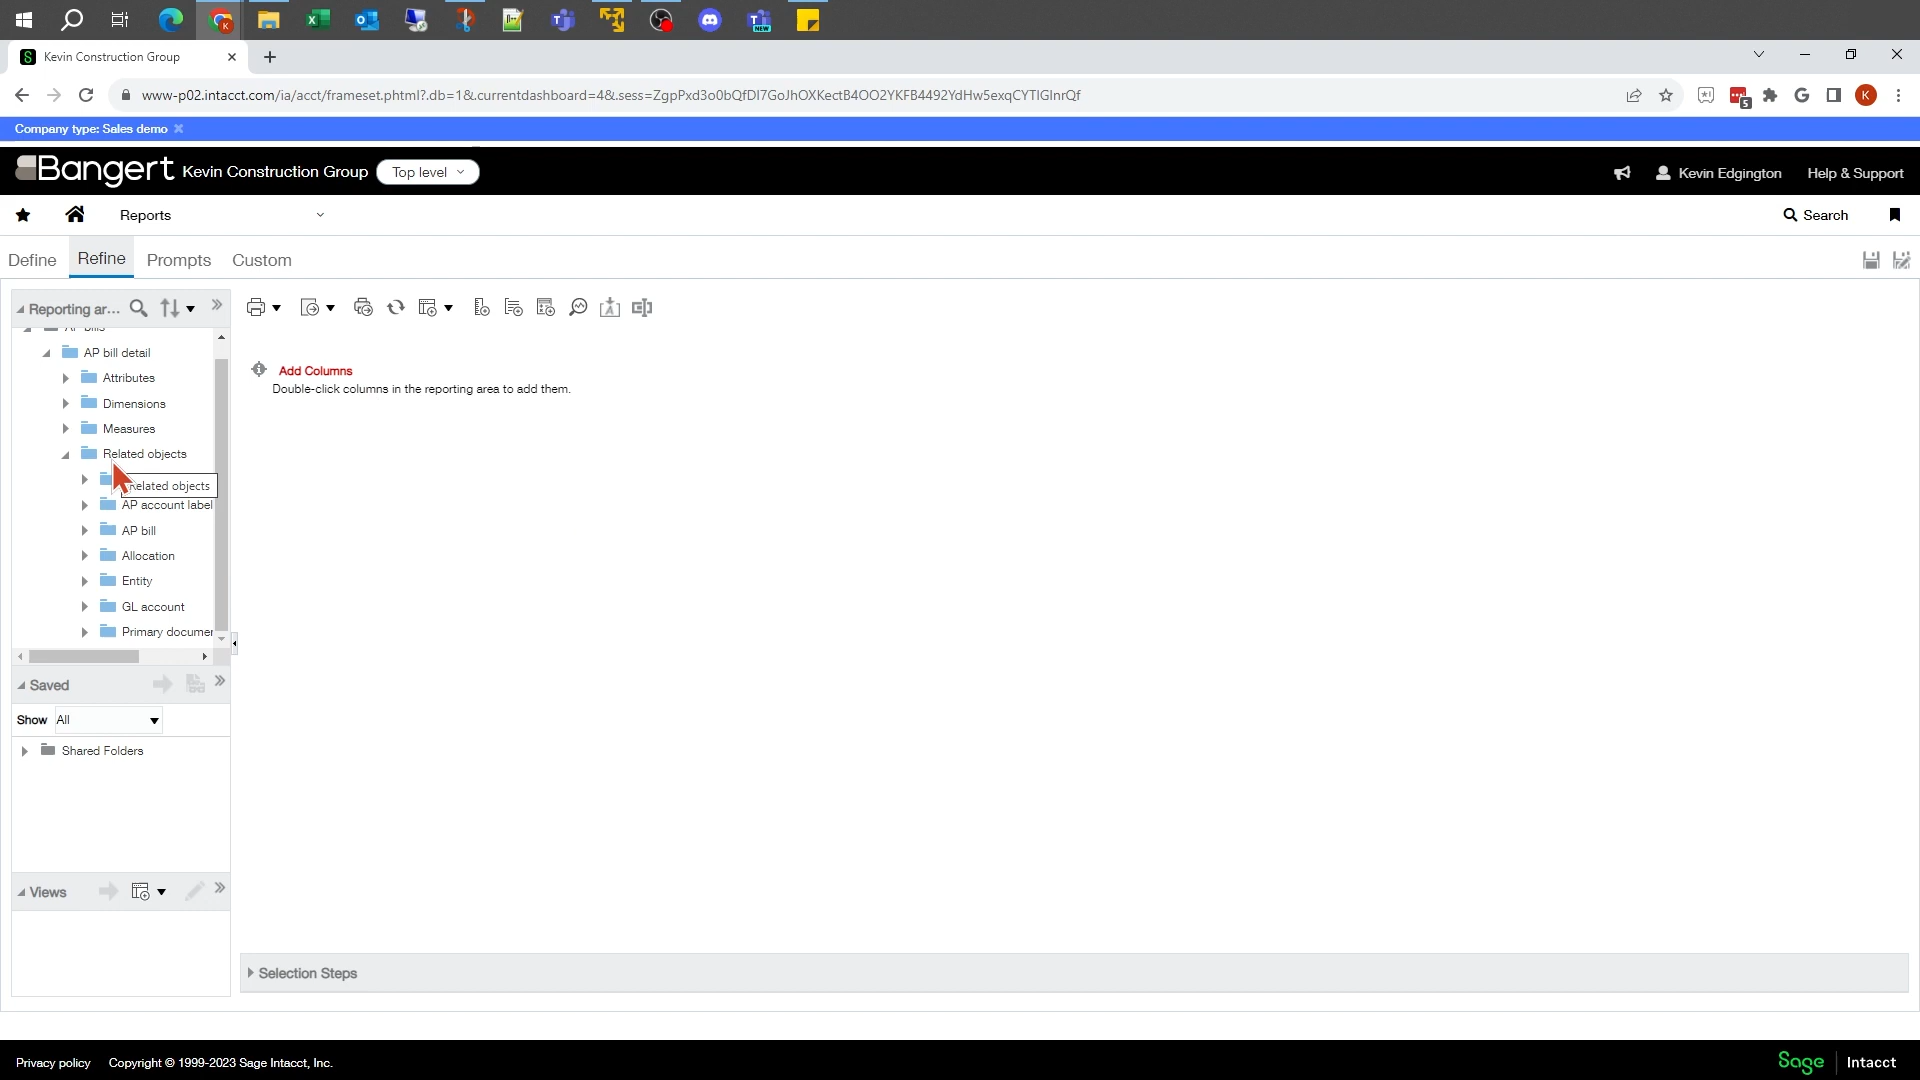 Kevin Construction Group
www-p02.intacct.com/ia/acct/frameset.phtml?.db=1&.currentdashboard=4&.sess=ZgpPxd3o0bQfDI7GoJhOXKectB4OO2YKFB4492YdHw5exqCYTIGlnrQf
Company type: Sales demo
Bangert Kevin Construction Group Top level
Kevin Edgington Help & Support
Reports
Search
Define Refine Prompts Custom
Reporting ar...
AP bills
AP bill detail
Attributes
Dimensions
Measures
Related objects
Related objects
AP account label
AP bill
Allocation
Entity
GL account
Primary documen
Add Columns
Double-click columns in the reporting area to add them.
Saved
Show All
Shared Folders
Views
Selection Steps
Privacy policy Copyright © 1999-2023 Sage Intacct, Inc.
Sage Intacct